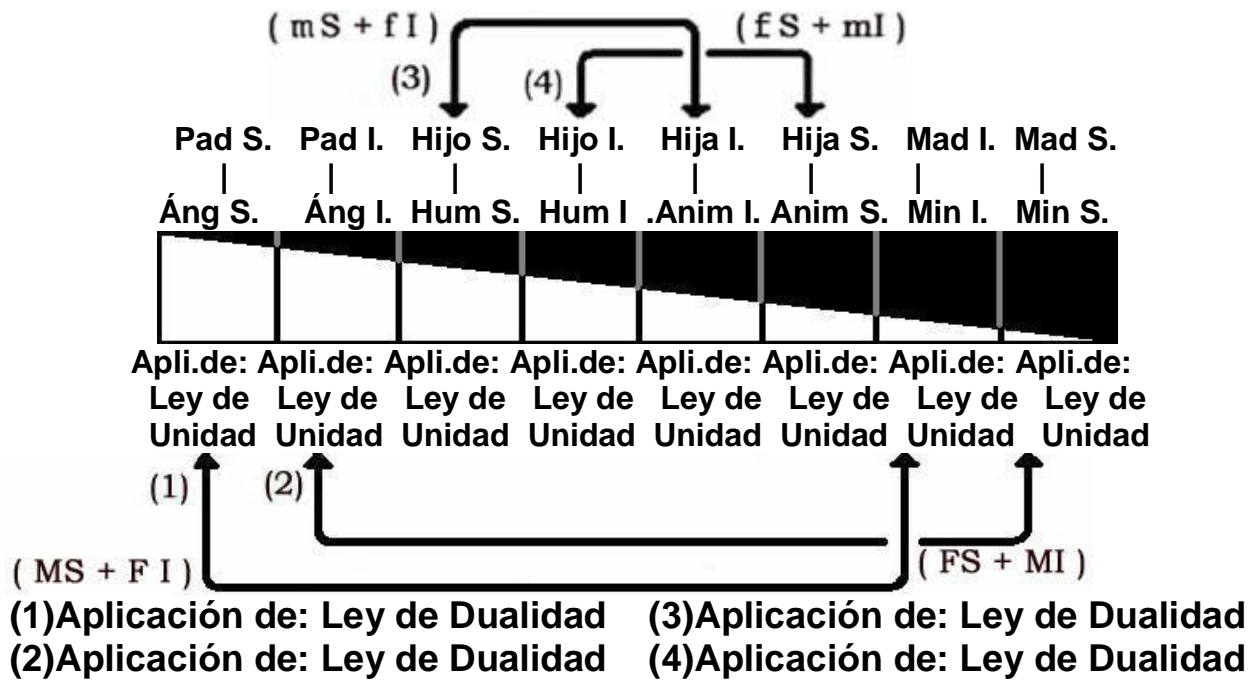 ( mS + f I ) ( f S + mI )
(3) (4)
Pad S. Pad I. Hijo S. Hijo I. Hija I. Hija S. Mad I. Mad S.
| | | | | | | |
Áng S. Áng I. Hum S. Hum I .Anim I. Anim S. Min I. Min S.
Apli.de: Apli.de: Apli.de: Apli.de: Apli.de: Apli.de: Apli.de: Apli.de:
Ley de Ley de Ley de Ley de Ley de Ley de Ley de Ley de
Unidad Unidad Unidad Unidad Unidad Unidad Unidad Unidad
(1) (2)
( MS + F I ) ( FS + MI )
(1)Aplicación de: Ley de Dualidad (3)Aplicación de: Ley de Dualidad
(2)Aplicación de: Ley de Dualidad (4)Aplicación de: Ley de Dualidad